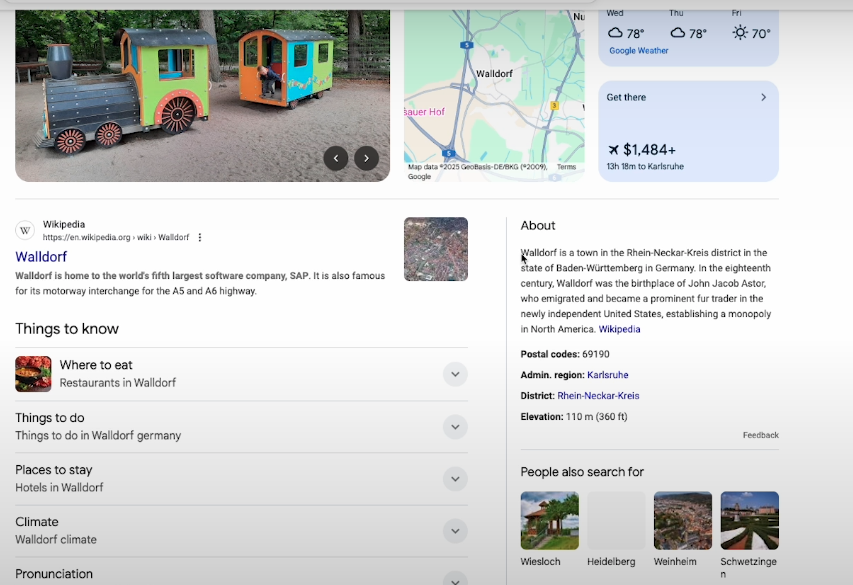 Nu
Walldorf
sauer Hof
5
3
5
Map data ©2025 GeoBasis-DE/BKG (©2009),
Google
Terms
Wed
Thu
Fri
78°
78°
70°
Google Weather
Get there
$1,484+
13h 18m to Karlsruhe
W
Wikipedia
https://en.wikipedia.org › wiki › Walldorf
Walldorf
Walldorf is home to the world's fifth largest software company, SAP. It is also famous
for its motorway interchange for the A5 and A6 highway.
Things to know
Where to eat
Restaurants in Walldorf
Things to do
Things to do in Walldorf germany
Places to stay
Hotels in Walldorf
Climate
Walldorf climate
Pronunciation
About
Walldorf is a town in the Rhein-Neckar-Kreis district in the
state of Baden-Württemberg in Germany. In the eighteenth
century, Walldorf was the birthplace of John Jacob Astor,
who emigrated and became a prominent fur trader in the
newly independent United States, establishing a monopoly
in North America. Wikipedia
Postal codes: 69190
Admin. region: Karlsruhe
District: Rhein-Neckar-Kreis
Elevation: 110 m (360 ft)
Feedback
People also search for
Wiesloch
Heidelberg
Weinheim
Schwetzinge
n